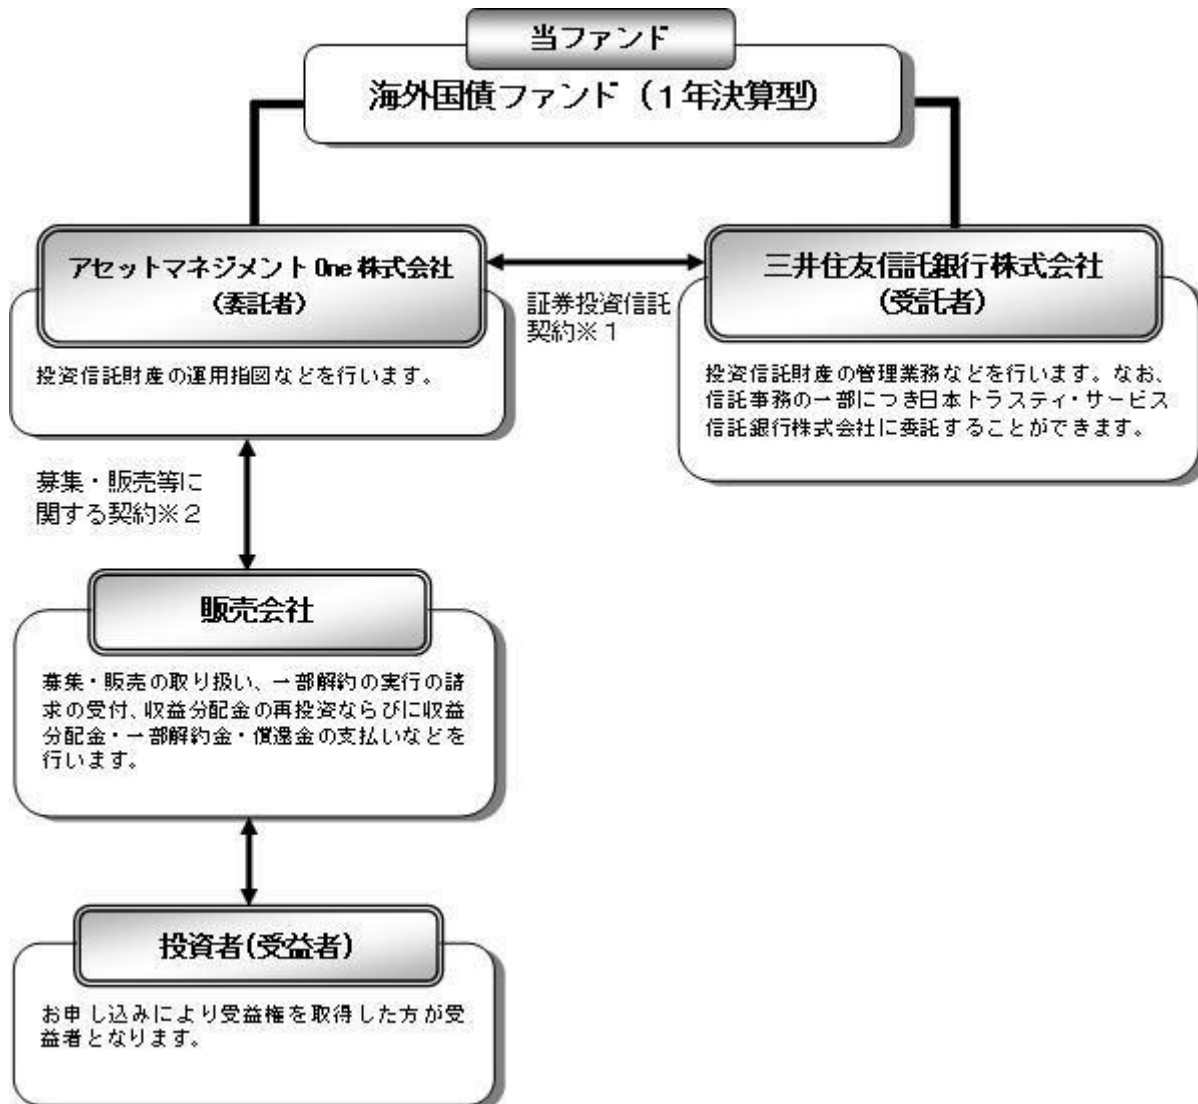 当ファンド
海外国債ファンド（１年決算型）
アセットマネジメント One 株式会社
（委託者）
投資信託財産の運用指図などを行います。
証券投資信託
契約※１
三井住友信託銀行株式会社
（受託者）
投資信託財産の管理業務などを行います。なお、
信託事務の一部につき日本トラスティ・サービス
信託銀行株式会社に委託することができます。
募集・販売等に
関する契約※２
販売会社
募集・販売の取り扱い、一部解約の実行の請
求の受付、収益分配金の再投資ならびに収益
分配金・一部解約金・償還金の支払いなどを
行います。
投資者(受益者)
お申し込みにより受益権を取得した方が受
益者となります。